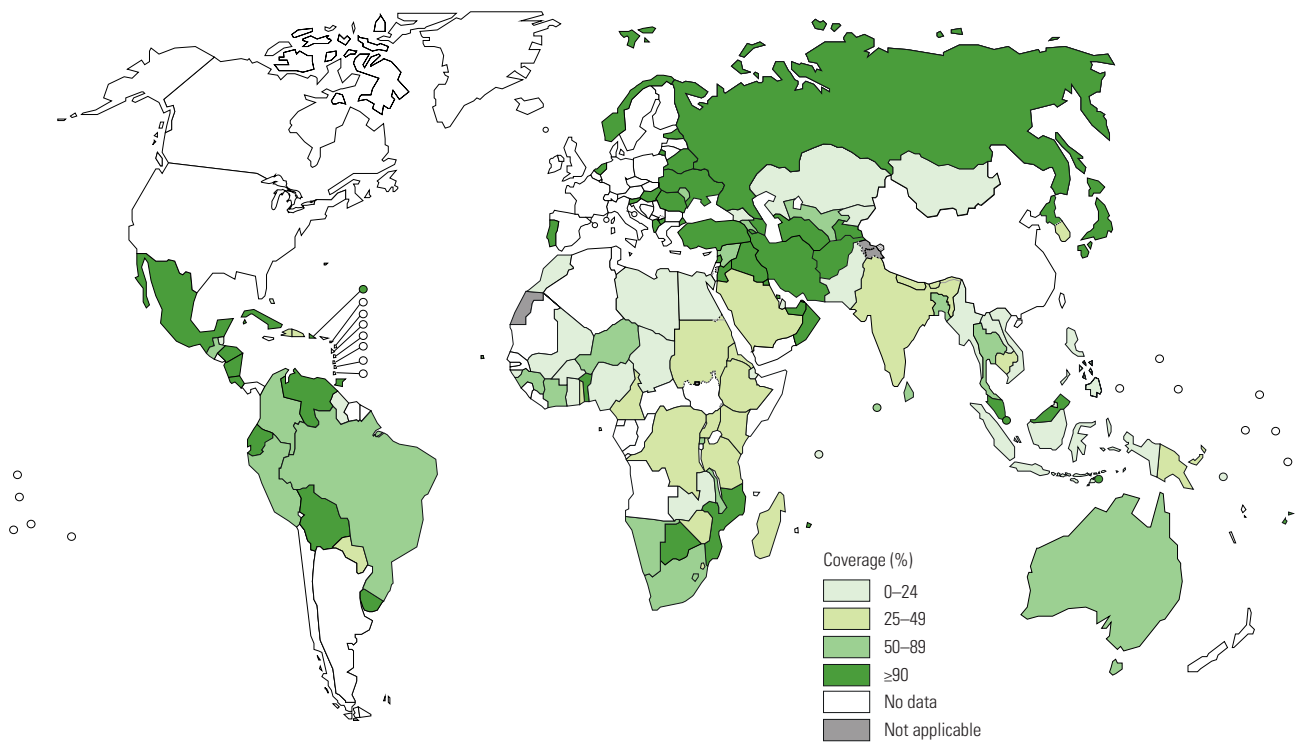 Coverage (%)
0–24
25–49
50–89
≥90
No data
Not applicable